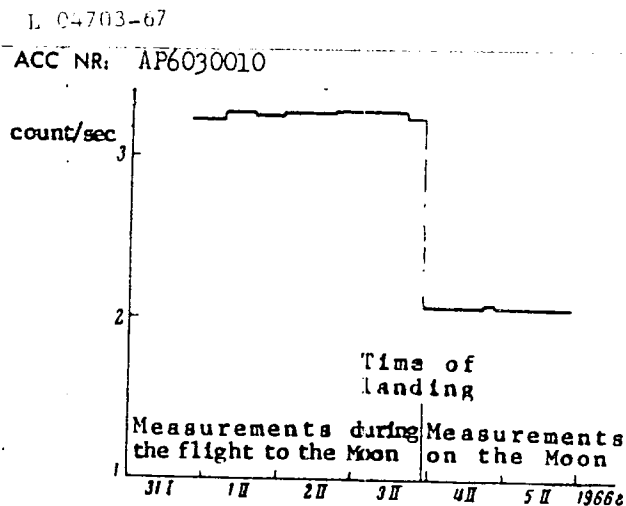 L 04703-67
ACC NR: AP6030010
count/sec
3
2
Time of
landing
Measurements during
the flight to the Moon
Measurements
on the Moon
1
31 I 1 II 2 II 3 II 4 II 5 II 1966г